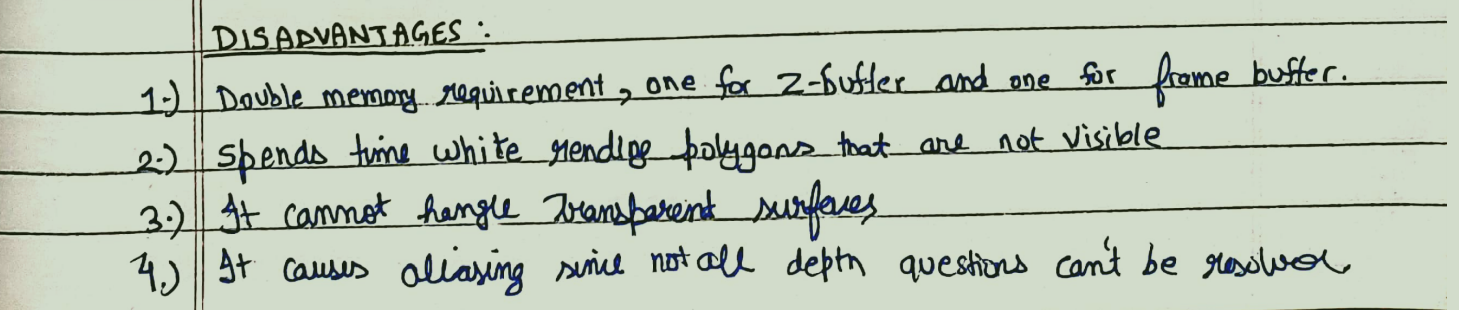 DISADVANTAGES :
1.) Double memory requirement, one for Z-buffer and one for frame buffer.
2.) Spends time white rendige polygons that are not visible
3.) It cannot hangle Transparent surfaces
4.) It causes aliasing since not all depth questions can't be resolved